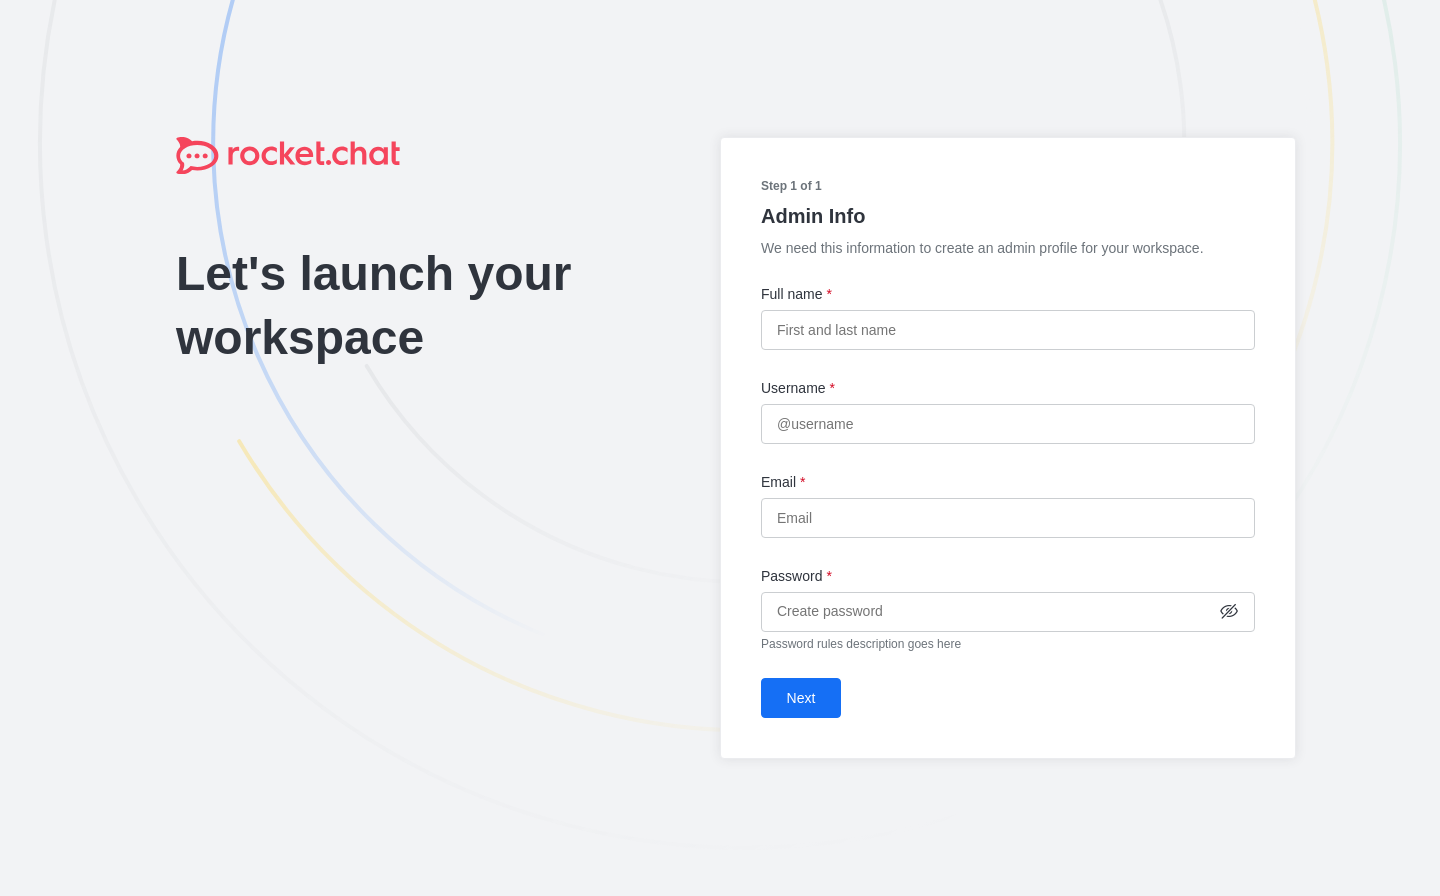 rocket.chat
Let's launch your
workspace
Step 1 of 1
Admin Info
We need this information to create an admin profile for your workspace.
Full name *
First and last name
Username *
@username
Email *
Email
Password *
Create password
Password rules description goes here
Next